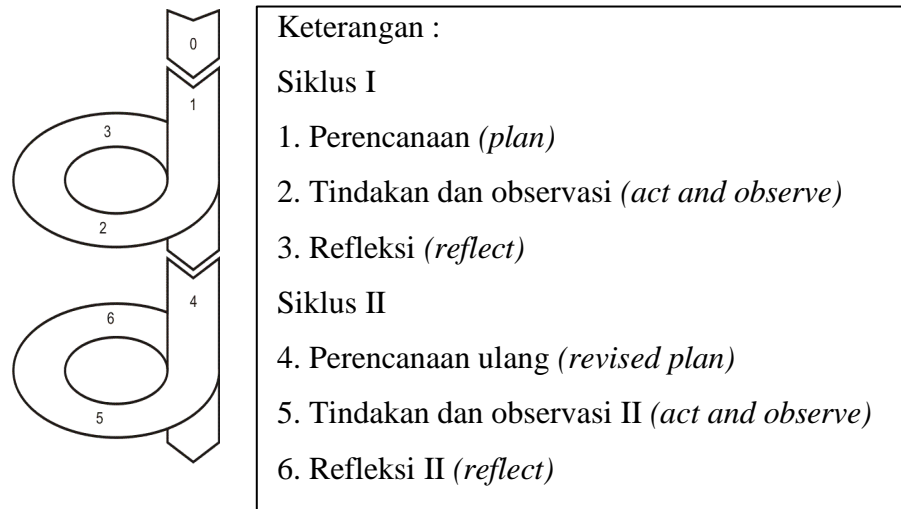 0
1
3
2
4
6
5
Keterangan :
Siklus I
1. Perencanaan (plan)
2. Tindakan dan observasi (act and observe)
3. Refleksi (reflect)
Siklus II
4. Perencanaan ulang (revised plan)
5. Tindakan dan observasi II (act and observe)
6. Refleksi II (reflect)